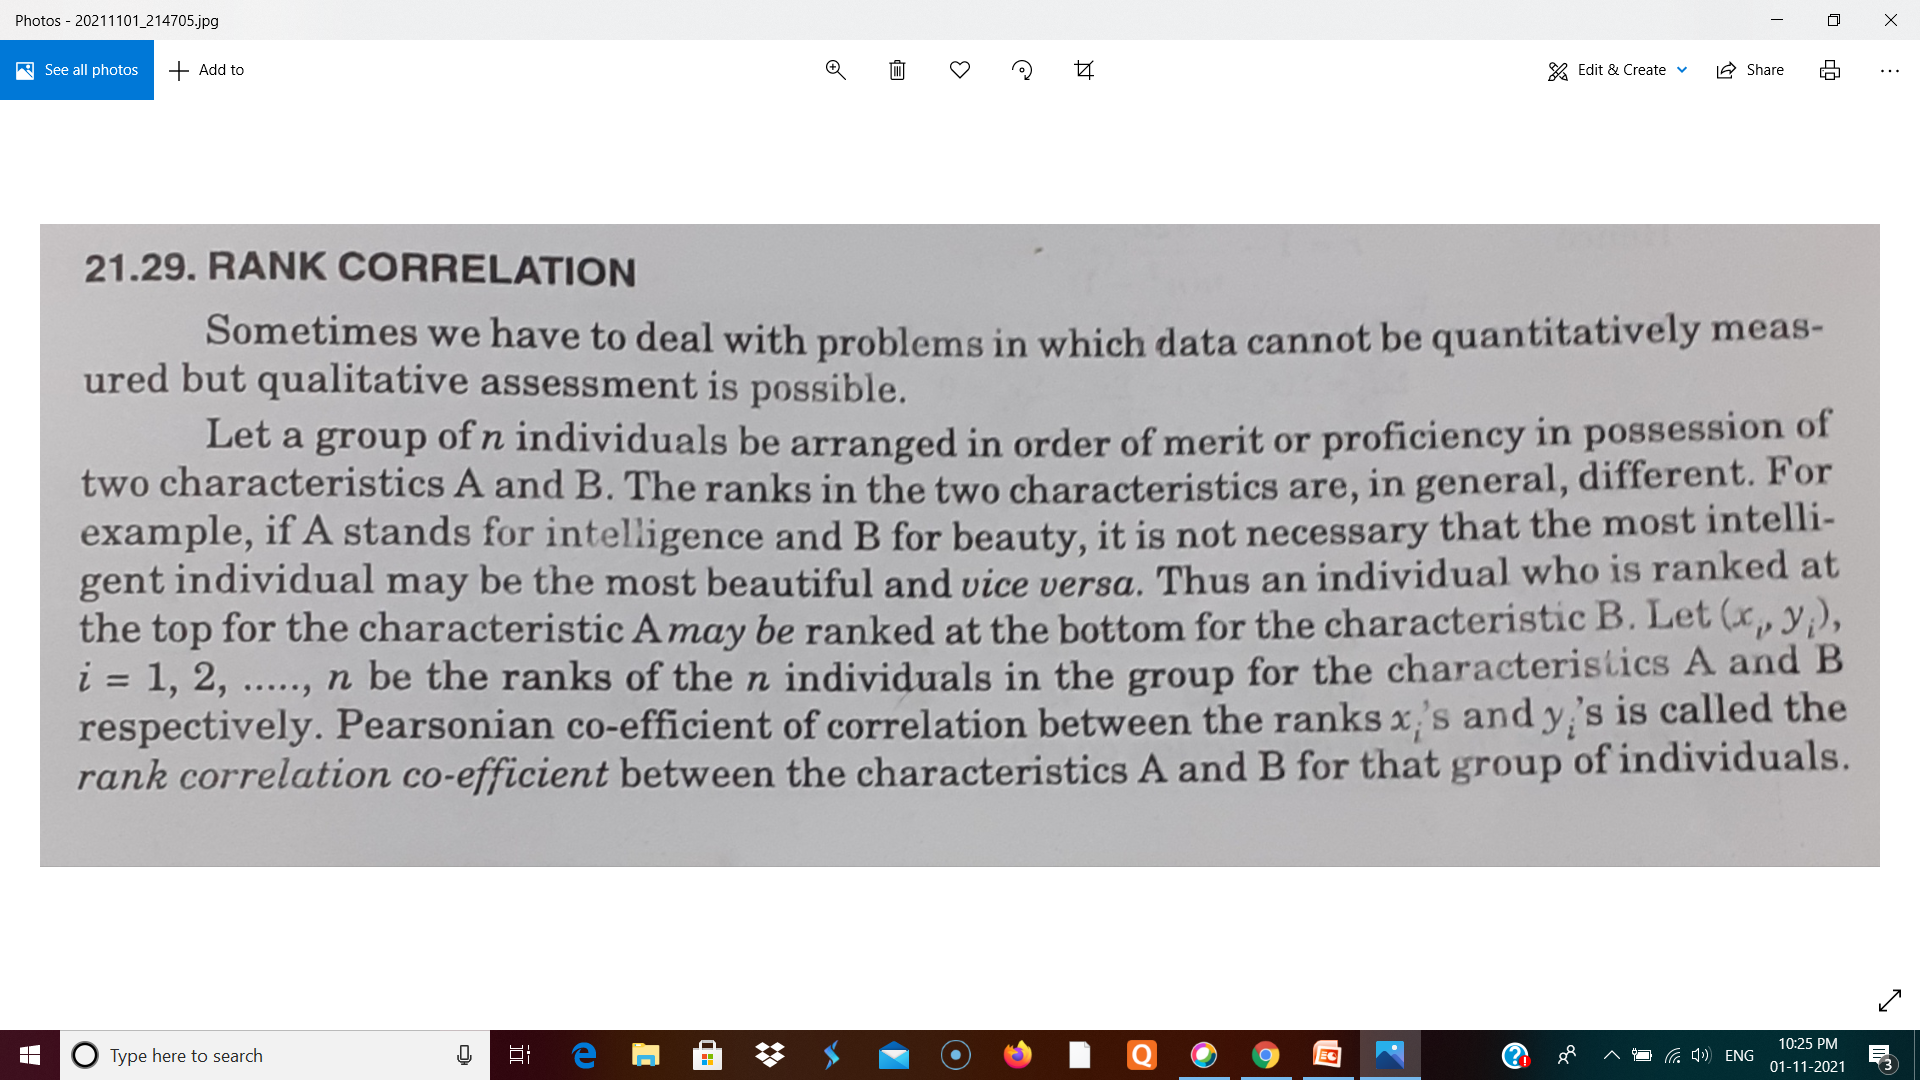 Photos - 20211101_214705.jpg
See all photos
Add to
Edit & Create
Share
21.29. RANK CORRELATION
Sometimes we have to deal with problems in which data cannot be quantitatively meas-
ured but qualitative assessment is possible.
Let a group of n individuals be arranged in order of merit or proficiency in possession of
two characteristics A and B. The ranks in the two characteristics are, in general, different. For
example, if A stands for intelligence and B for beauty, it is not necessary that the most intelli-
gent individual may be the most beautiful and vice versa. Thus an individual who is ranked at
the top for the characteristic A may be ranked at the bottom for the characteristic B. Let (xᵢ, yᵢ),
i = 1, 2, ....., n be the ranks of the n individuals in the group for the characteristics A and B
respectively. Pearsonian co-efficient of correlation between the ranks xᵢ's and yᵢ's is called the
rank correlation co-efficient between the characteristics A and B for that group of individuals.
Type here to search
ENG
10:25 PM
01-11-2021
3